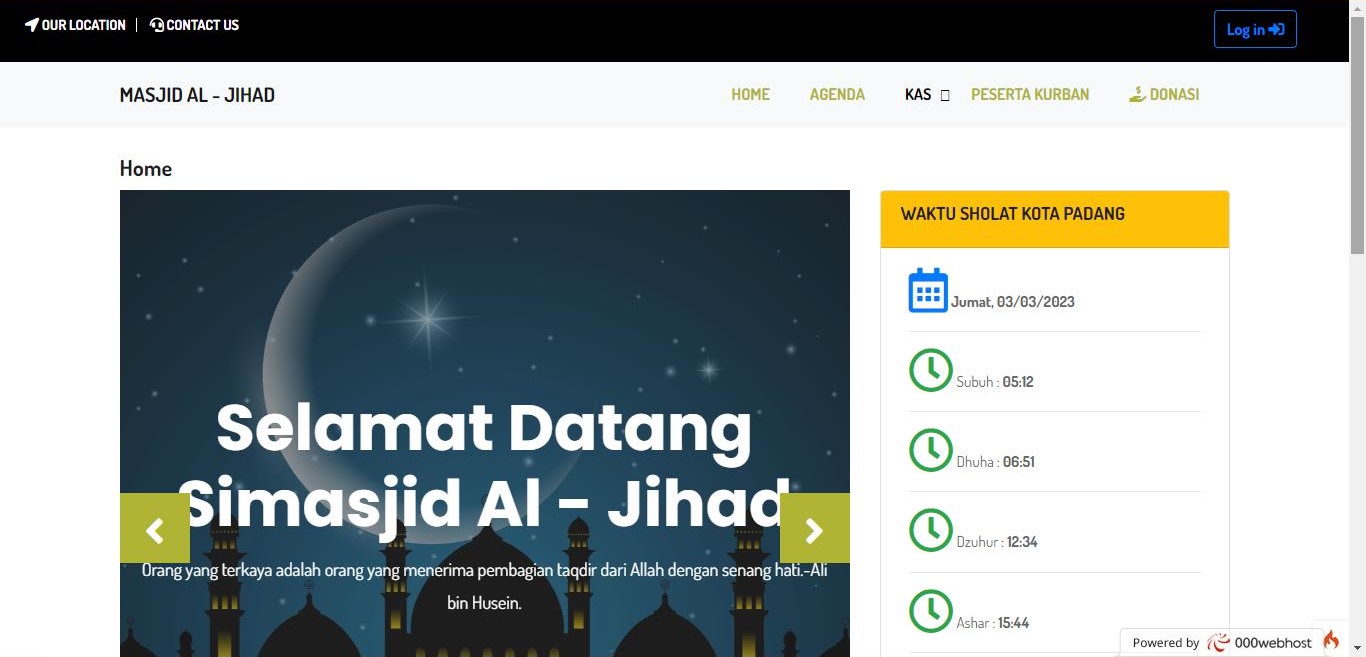 OUR LOCATION | CONTACT US
Log in
MASJID AL - JIHAD
HOME AGENDA KAS PESERTA KURBAN DONASI
Home
Selamat Datang
Simasjid Al - Jihad
Orang yang terkaya adalah orang yang menerima pembagian taqdir dari Allah dengan senang hati.-Ali
bin Husein.
WAKTU SHOLAT KOTA PADANG
Jumat, 03/03/2023
Subuh : 05:12
Dhuha : 06:51
Dzuhur : 12:34
Ashar : 15:44
Powered by 000webhost